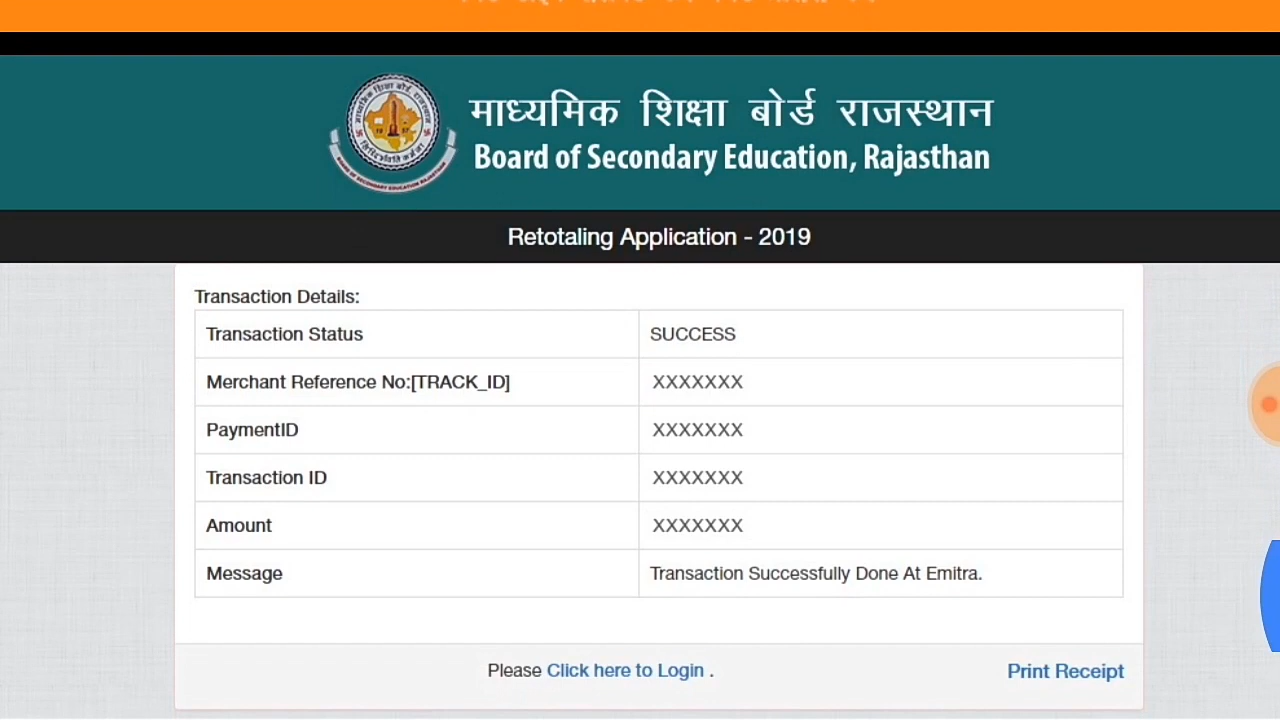 माध्यमिक शिक्षा बोर्ड राजस्थान
Board of Secondary Education, Rajasthan
Retotaling Application - 2019
Transaction Details:
Transaction Status SUCCESS
Merchant Reference No:[TRACK_ID] XXXXXXX
PaymentID XXXXXXX
Transaction ID XXXXXXX
Amount XXXXXXX
Message Transaction Successfully Done At Emitra.
Please Click here to Login . Print Receipt